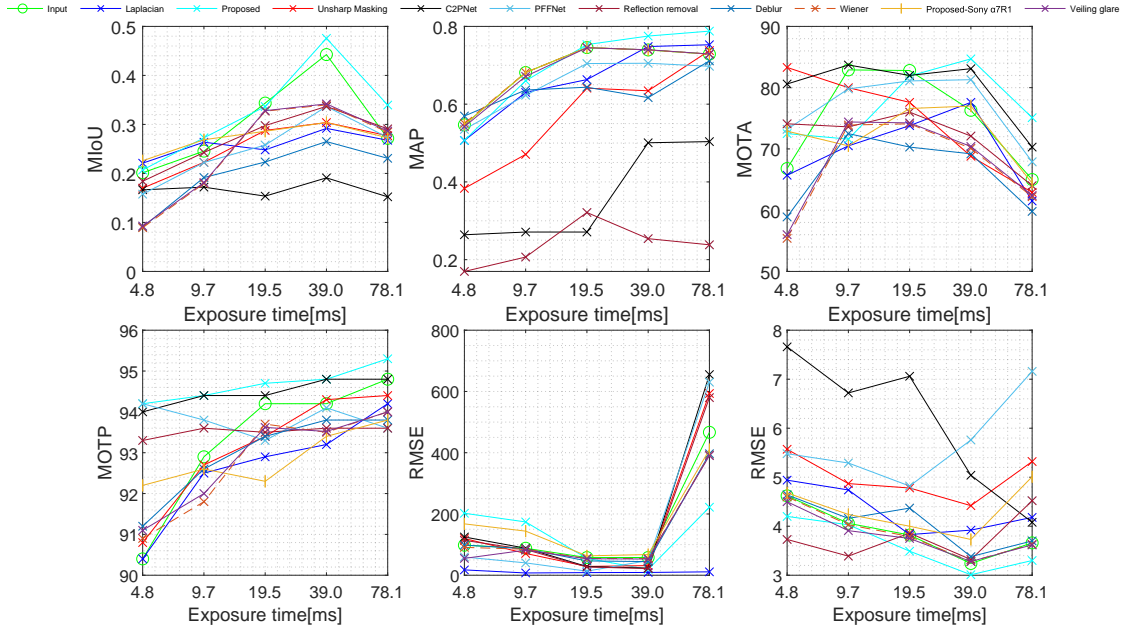 Input Laplacian Proposed Unsharp Masking C2PNet PFFNet Reflection removal Deblur Wiener Proposed-Sony α7R1 Veiling glare
0.5
0.4
0.3
0.2
0.1
0
MIoU
4.8 9.7 19.5 39.0 78.1
Exposure time[ms]
0.8
0.6
0.4
0.2
MAP
4.8 9.7 19.5 39.0 78.1
Exposure time[ms]
90
80
70
60
50
MOTA
4.8 9.7 19.5 39.0 78.1
Exposure time[ms]
96
95
94
93
92
91
90
MOTP
4.8 9.7 19.5 39.0 78.1
Exposure time[ms]
800
600
400
200
0
RMSE
4.8 9.7 19.5 39.0 78.1
Exposure time[ms]
8
7
6
5
4
3
RMSE
4.8 9.7 19.5 39.0 78.1
Exposure time[ms]